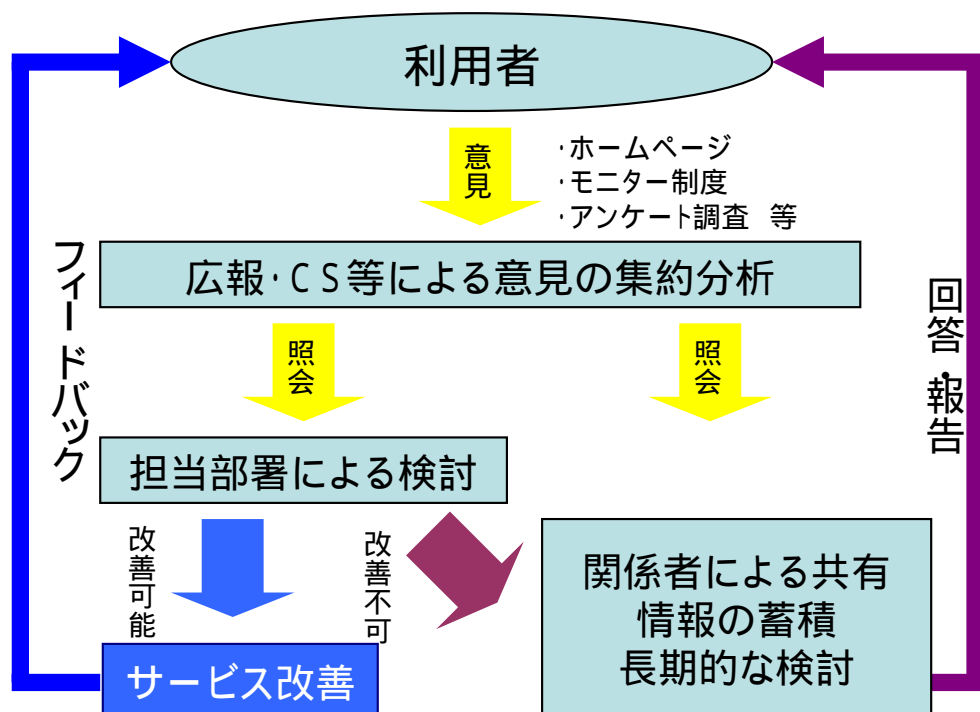 利用者
意見
・ホームページ
・モニター制度
・アンケート調査 等
広報・CS等による意見の集約分析
フィードバック
回答・報告
照会
照会
担当部署による検討
改善可能
改善不可
関係者による共有
情報の蓄積
長期的な検討
サービス改善